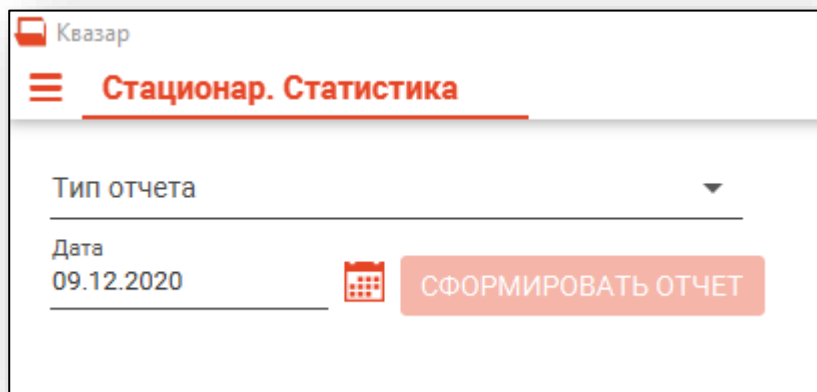 Квазар
Стационар. Статистика
Тип отчета
Дата
09.12.2020
СФОРМИРОВАТЬ ОТЧЕТ